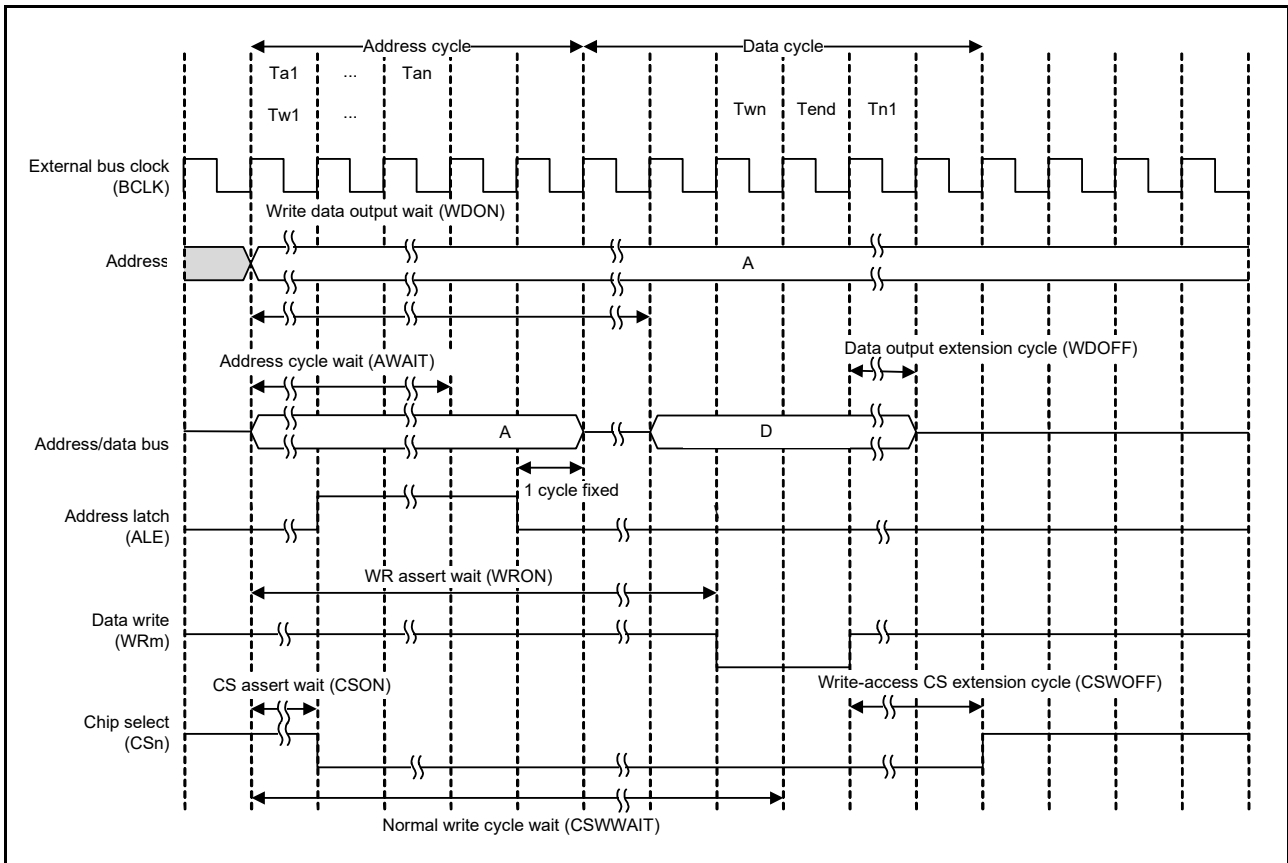 Address cycle Data cycle
Ta1 ... Tan
Twn Tend Tn1
Tw1 ...
External bus clock
(BCLK)
Write data output wait (WDON)
Address
A
Address cycle wait (AWAIT)
Data output extension cycle (WDOFF)
Address/data bus
A D
1 cycle fixed
Address latch
(ALE)
WR assert wait (WRON)
Data write
(WRm)
CS assert wait (CSON)
Write-access CS extension cycle (CSWOFF)
Chip select
(CSn)
Normal write cycle wait (CSWWAIT)